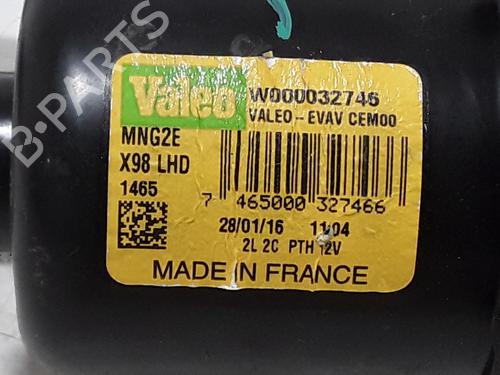 B-PARTS
Valeo
W000032746
VALEO-EVAV CEM00
MNG2E
X98 LHD
1465
7 465000 327466
28/01/16 11:04
2L 2C PTH 12V
MADE IN FRANCE